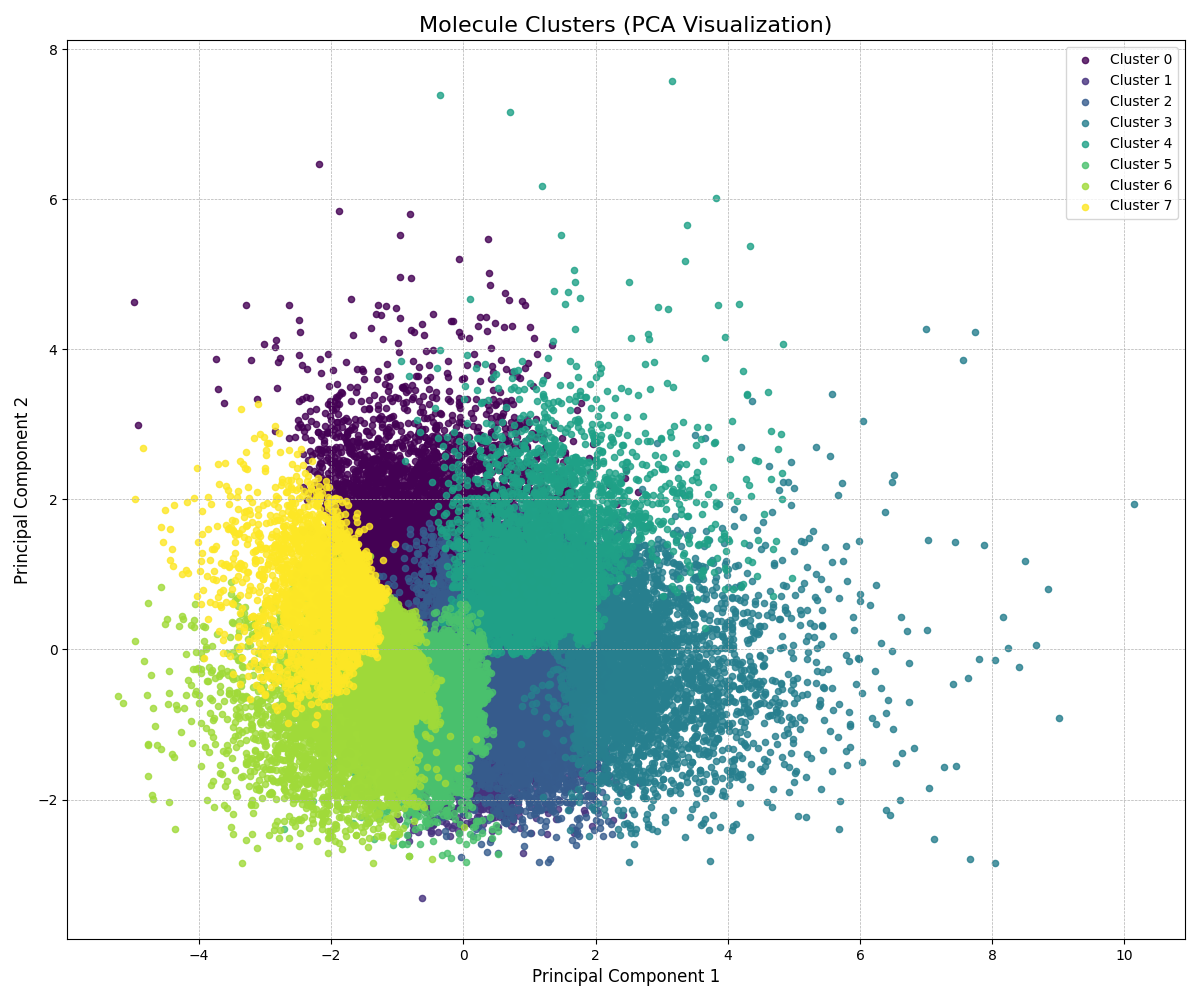 Molecule Clusters (PCA Visualization)
Cluster 0
Cluster 1
Cluster 2
Cluster 3
Cluster 4
Cluster 5
Cluster 6
Cluster 7
8
6
4
2
0
−2
Principal Component 2
−4
−2
0
2
4
6
8
10
Principal Component 1